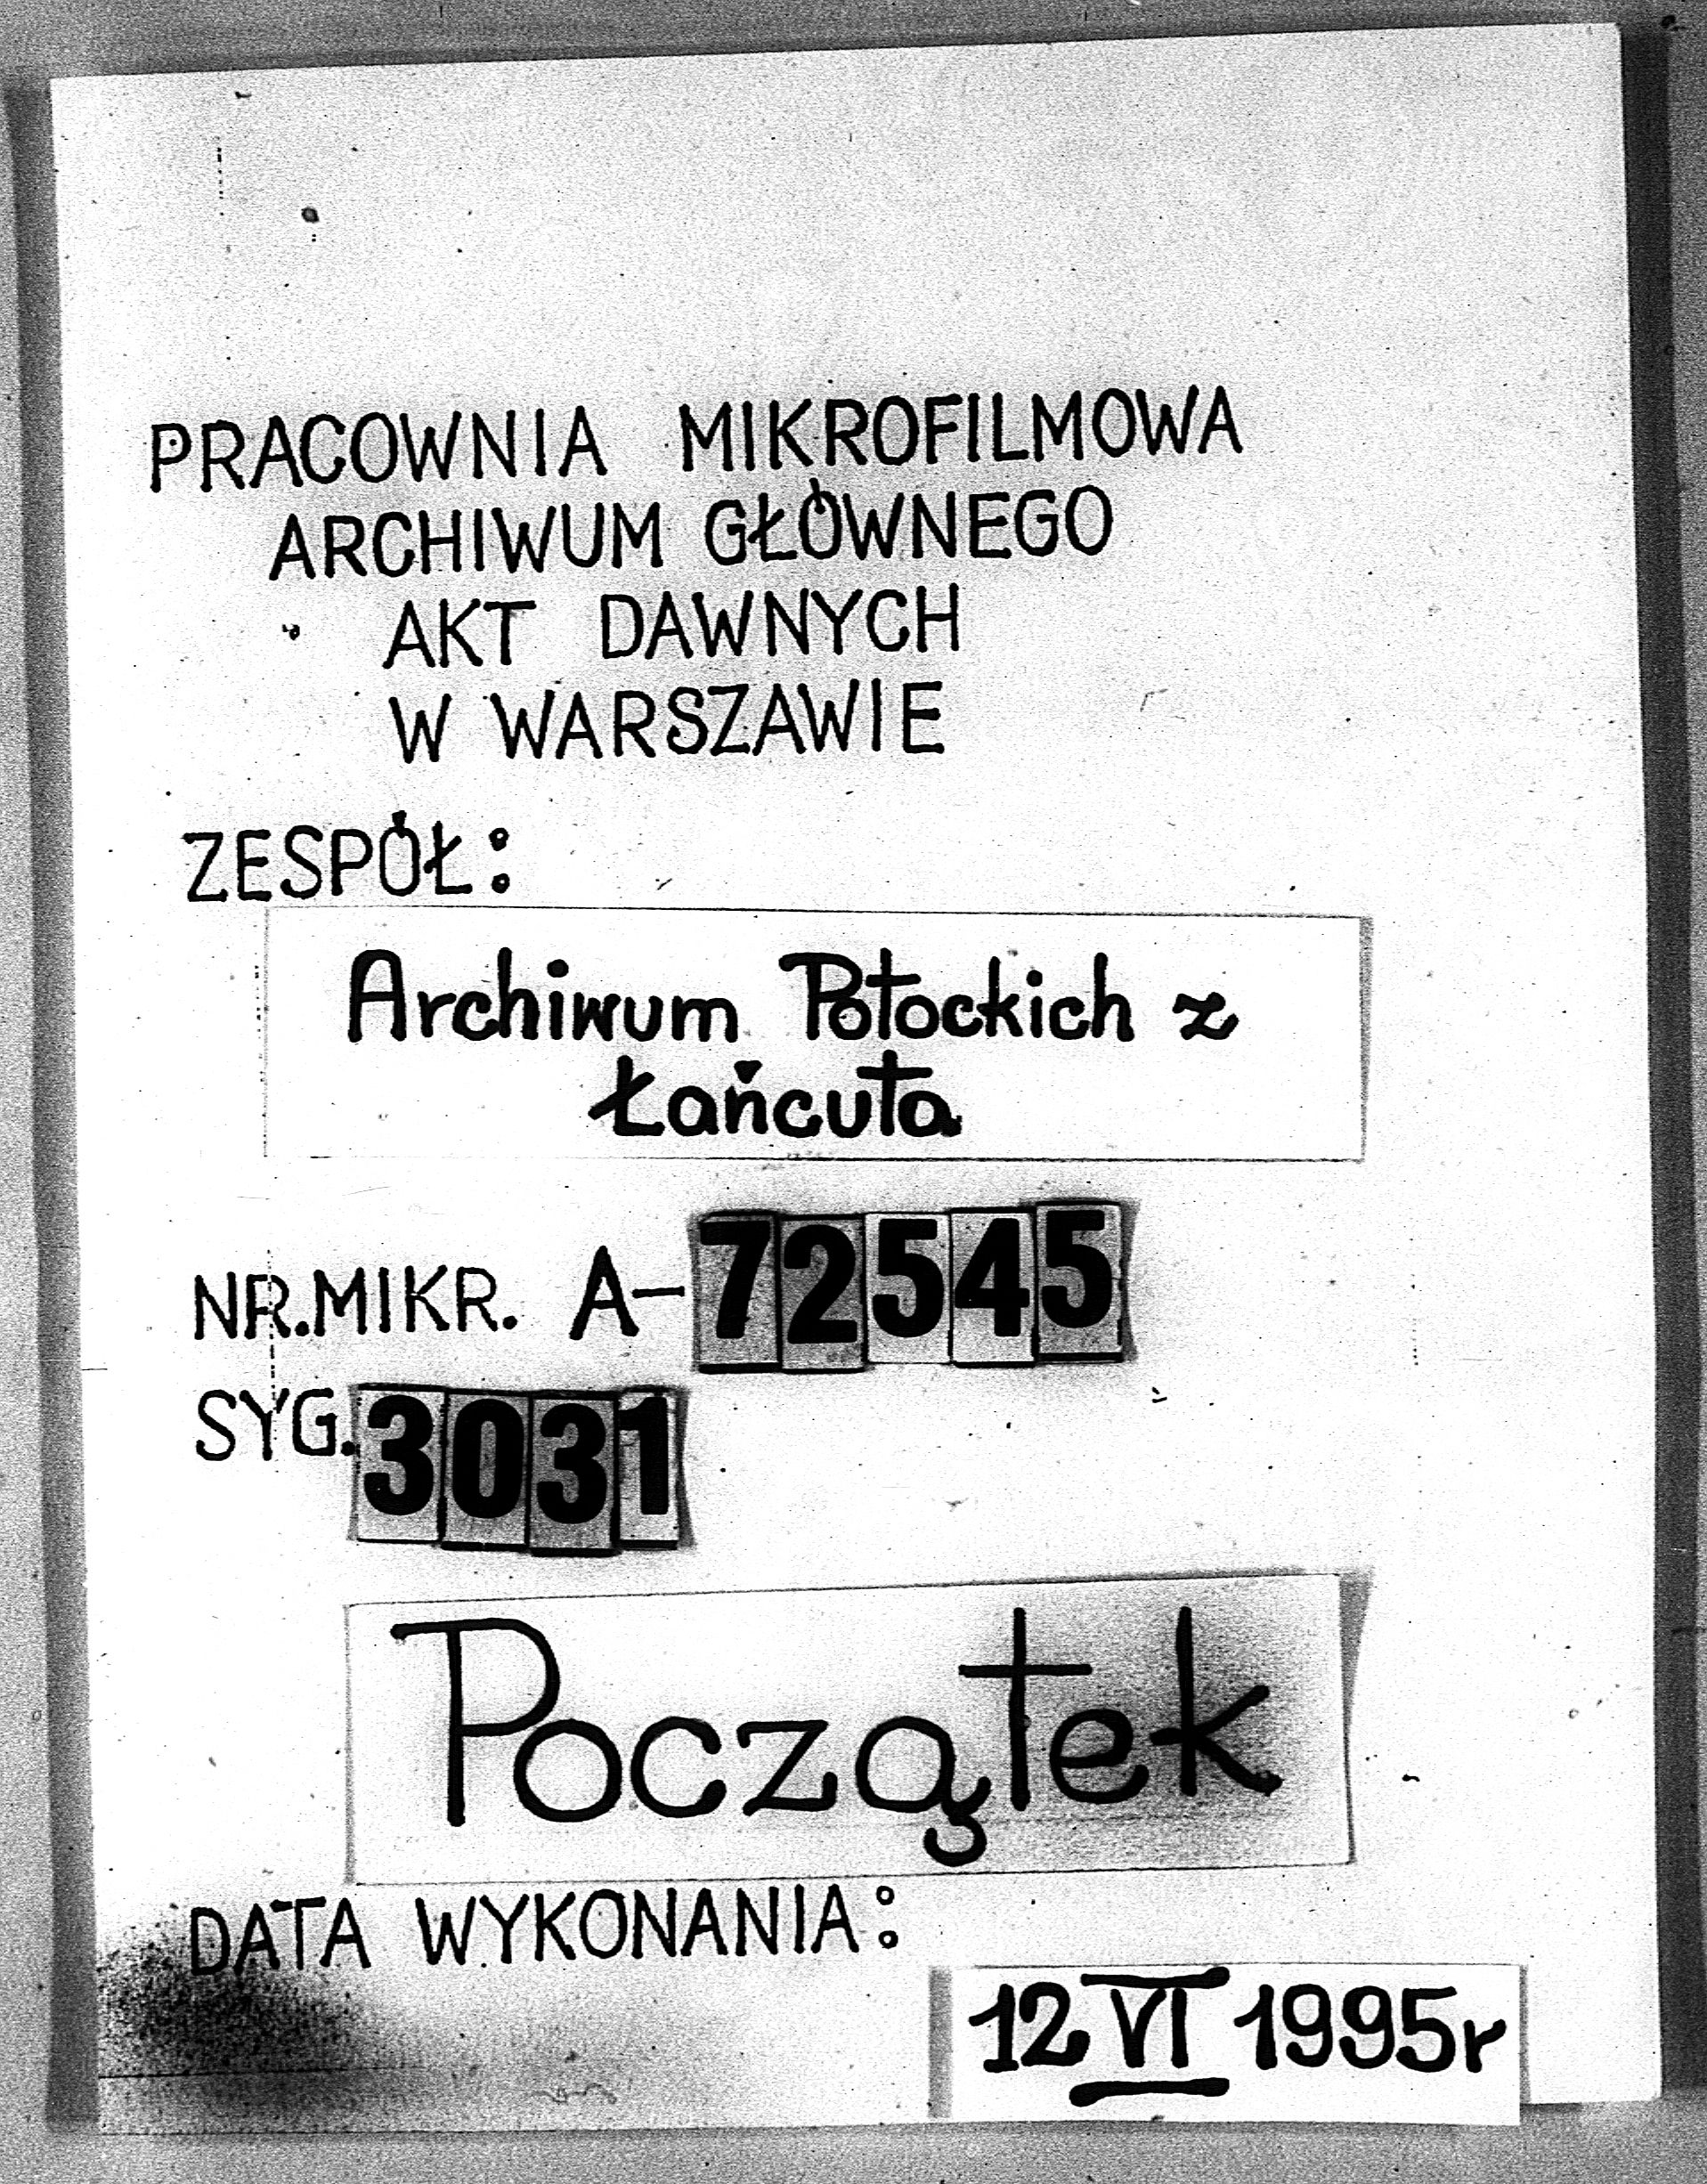 PRACOWNIA MIKROFILMOWA
ARCHIWUM GŁÓWNEGO
AKT DAWNYCH
W WARSZAWIE
ZESPÓŁ:
Archiwum Potockich z
Łańcuta
NR.MIKR. A-72545
SYG.3031
Początek
DATA WYKONANIA:
12 VI 1995r